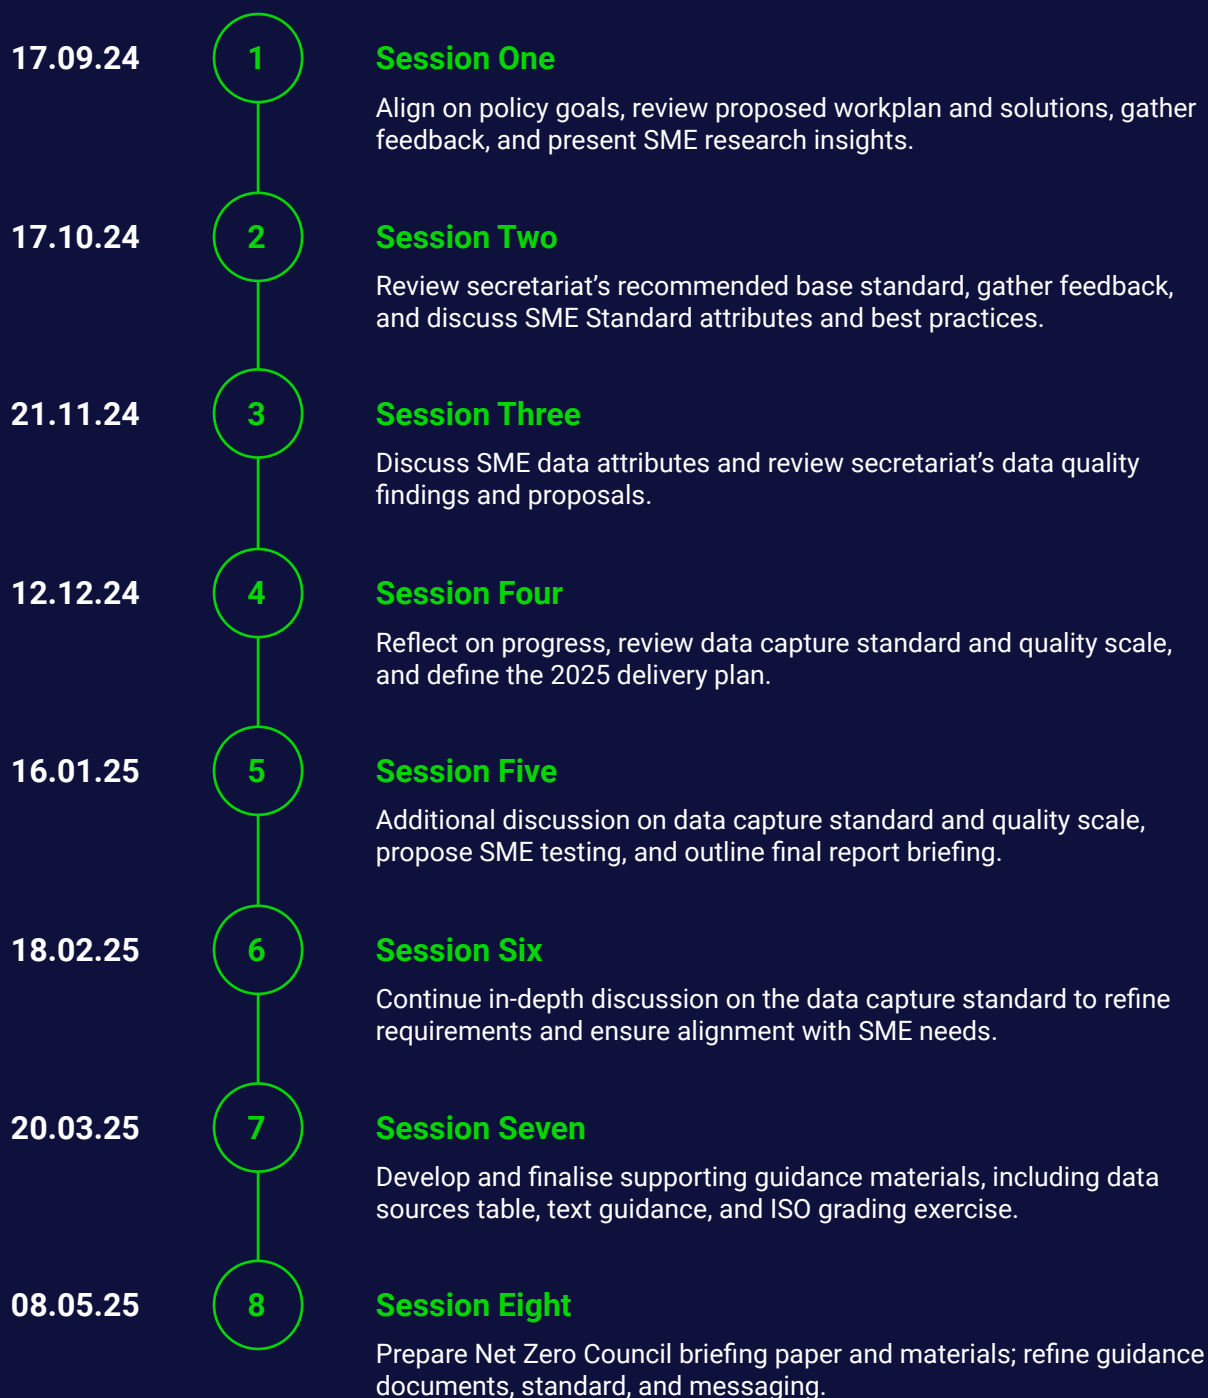 17.09.24
1
Session One
Align on policy goals, review proposed workplan and solutions, gather
feedback, and present SME research insights.
17.10.24
2
Session Two
Review secretariat’s recommended base standard, gather feedback,
and discuss SME Standard attributes and best practices.
21.11.24
3
Session Three
Discuss SME data attributes and review secretariat’s data quality
findings and proposals.
12.12.24
4
Session Four
Reflect on progress, review data capture standard and quality scale,
and define the 2025 delivery plan.
16.01.25
5
Session Five
Additional discussion on data capture standard and quality scale,
propose SME testing, and outline final report briefing.
18.02.25
6
Session Six
Continue in-depth discussion on the data capture standard to refine
requirements and ensure alignment with SME needs.
20.03.25
7
Session Seven
Develop and finalise supporting guidance materials, including data
sources table, text guidance, and ISO grading exercise.
08.05.25
8
Session Eight
Prepare Net Zero Council briefing paper and materials; refine guidance
documents, standard, and messaging.